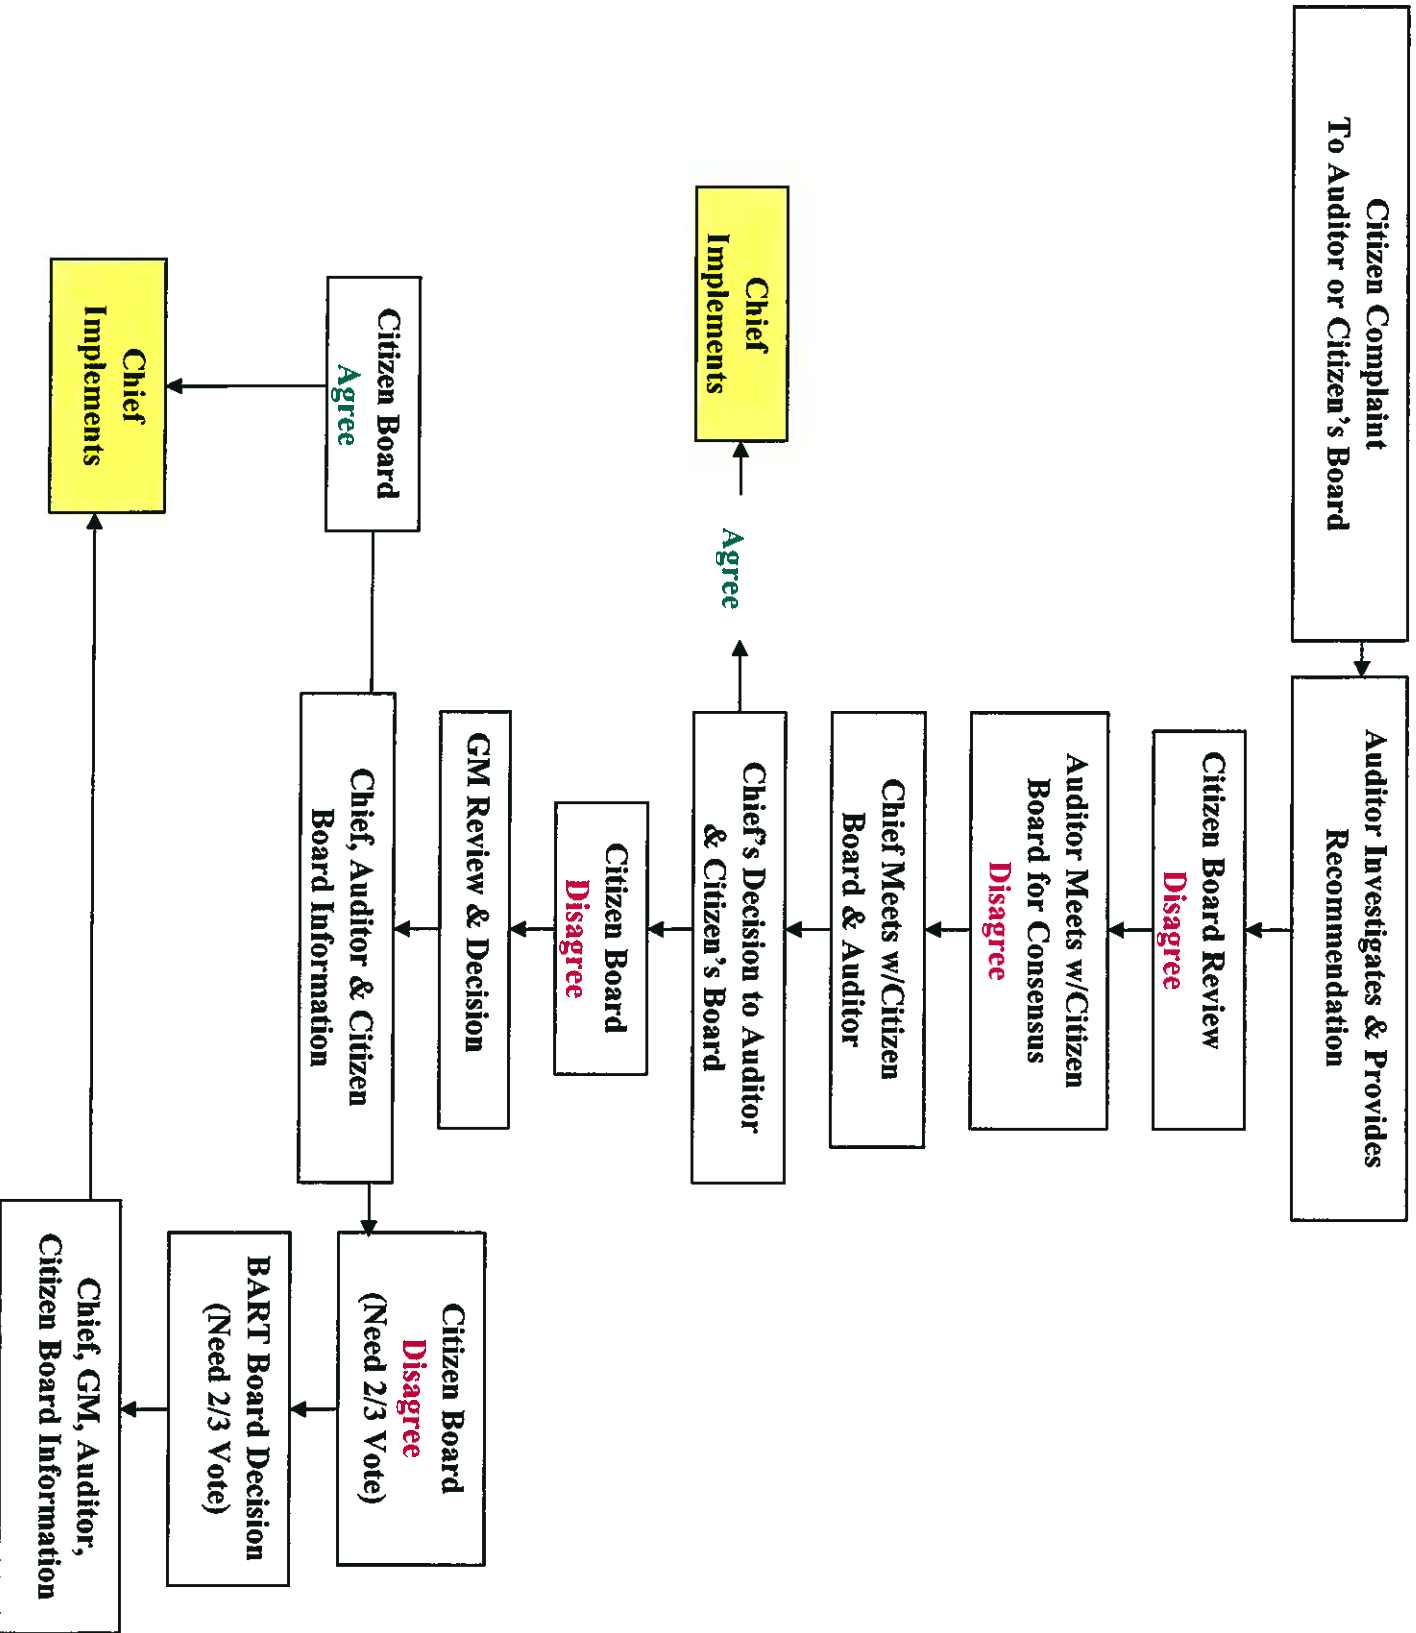 Citizen Complaint
To Auditor or Citizen's Board
Auditor Investigates & Provides
Recommendation
Citizen Board Review
Disagree
Auditor Meets w/Citizen
Board for Consensus
Disagree
Chief Meets w/Citizen
Board & Auditor
Chief's Decision to Auditor
& Citizen's Board
Agree
Chief
Implements
Citizen Board
Disagree
GM Review & Decision
Chief, Auditor & Citizen
Board Information
Citizen Board
Agree
Chief
Implements
Citizen Board
Disagree
(Need 2/3 Vote)
BART Board Decision
(Need 2/3 Vote)
Chief, GM, Auditor,
Citizen Board Information